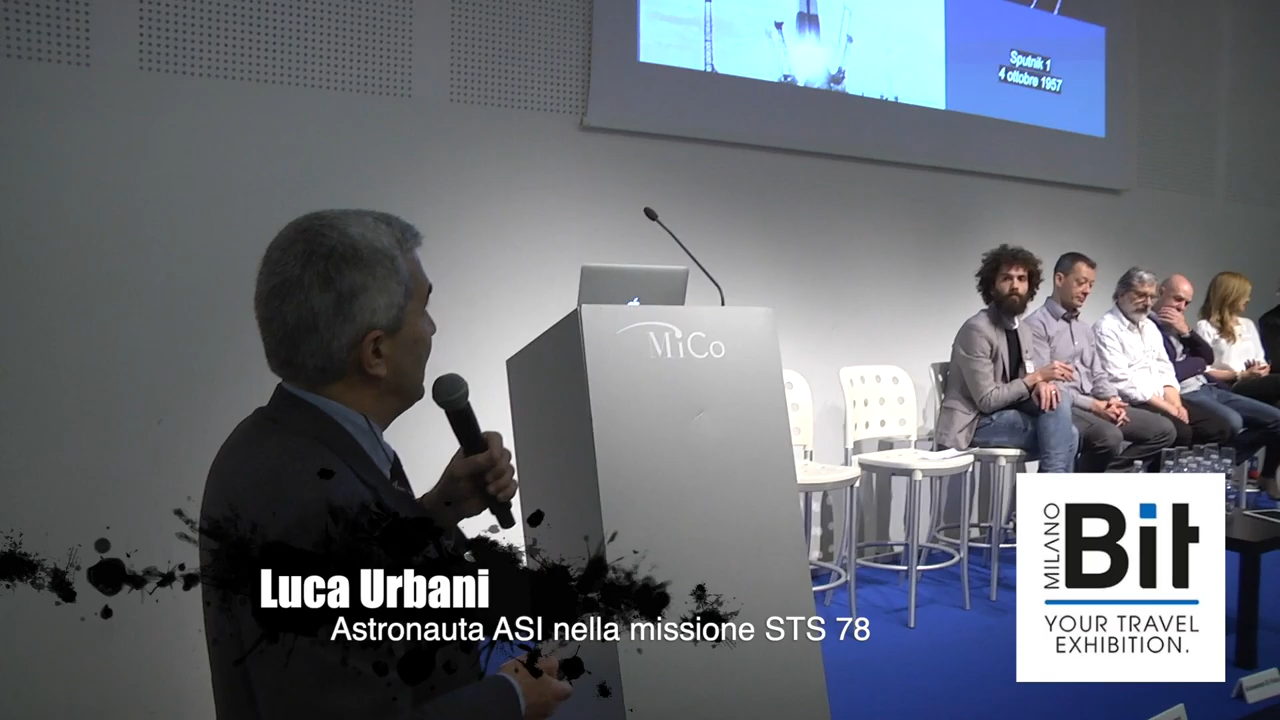 Sputnik 1
4 ottobre 1957
MiCo
Luca Urbani
Astronauta ASI nella missione STS 78
MILANO
Bit
YOUR TRAVEL
EXHIBITION.